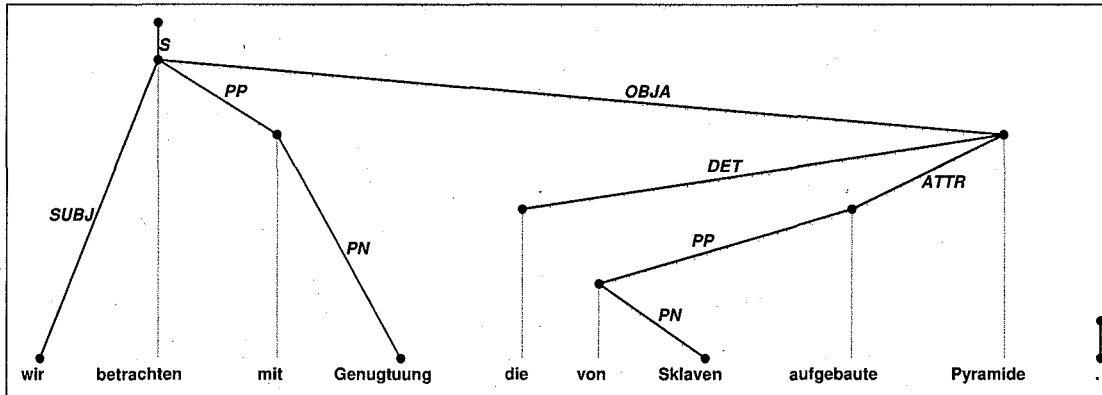 S
PP
OBJA
DET
ATTR
SUBJ
PP
PN
PN
wir betrachten mit Genugtuung die von Sklaven aufgebaute Pyramide .